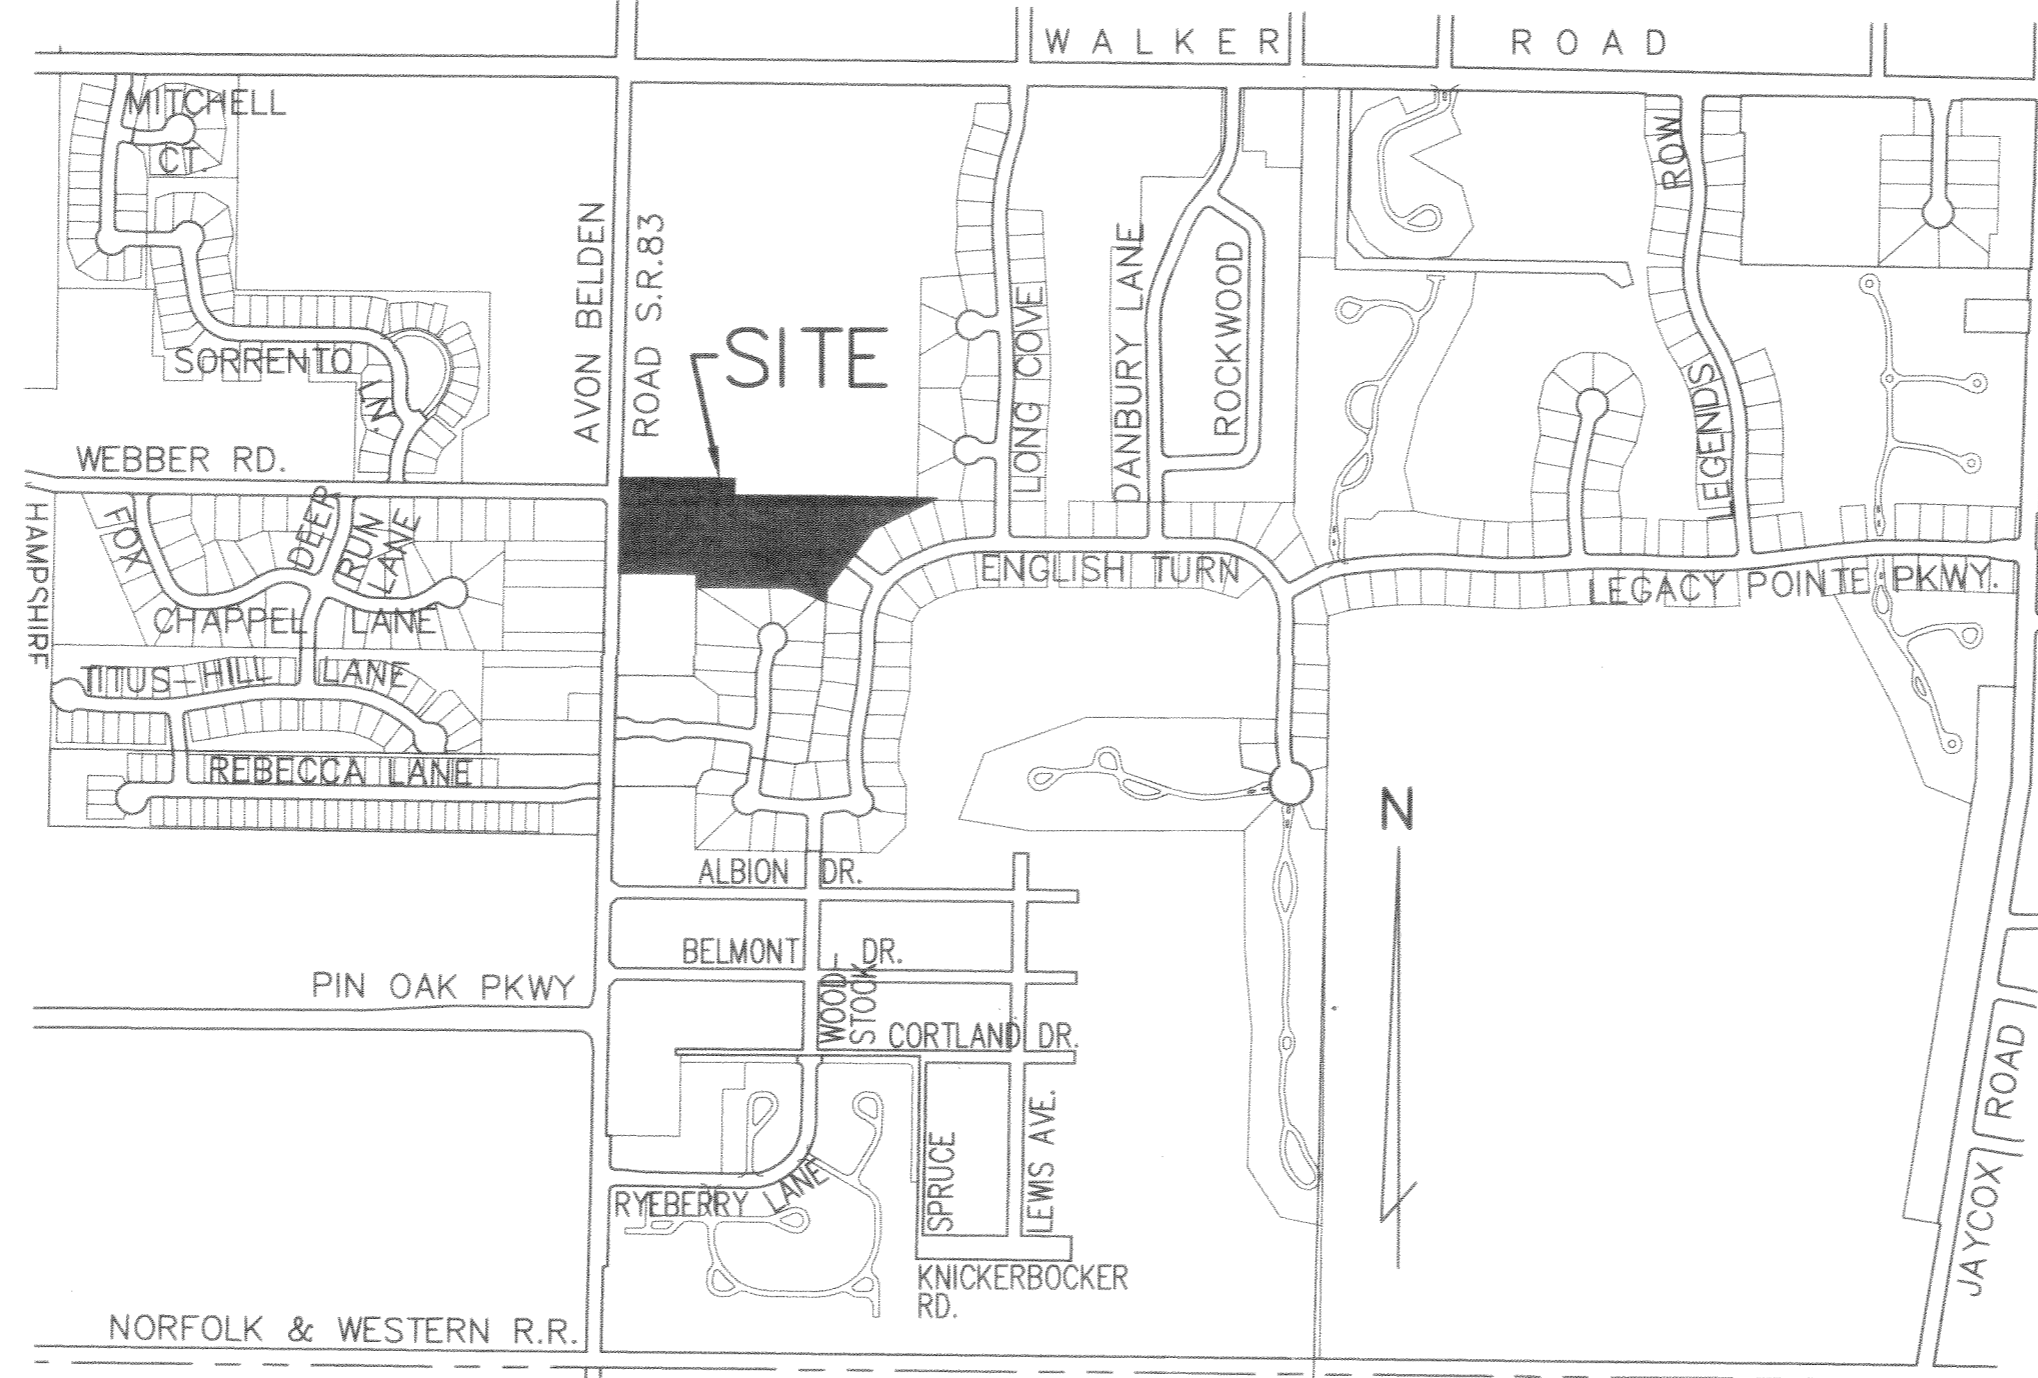 WALKER ROAD
MITCHELL
CT.
ROW
AVON BELDEN
ROAD S.R.83
SITE
SORRENTO
LN.
LONG COVE
DANBURY LANE
ROCKWOOD
LEGENDS
WEBBER RD.
HAMPSHIRE
FOX
DEER
RUN
LANE
ENGLISH TURN
LEGACY POINTE PKWY.
CHAPPEL LANE
TITUS-HILL LANE
REBECCA LANE
N
ALBION DR.
BELMONT DR.
PIN OAK PKWY
WOOD-
STOOK
CORTLAND DR.
SPRUCE
LEWIS AVE.
RYEBERRY LANE
JAYCOX ROAD
KNICKERBOCKER
RD.
NORFOLK & WESTERN R.R.